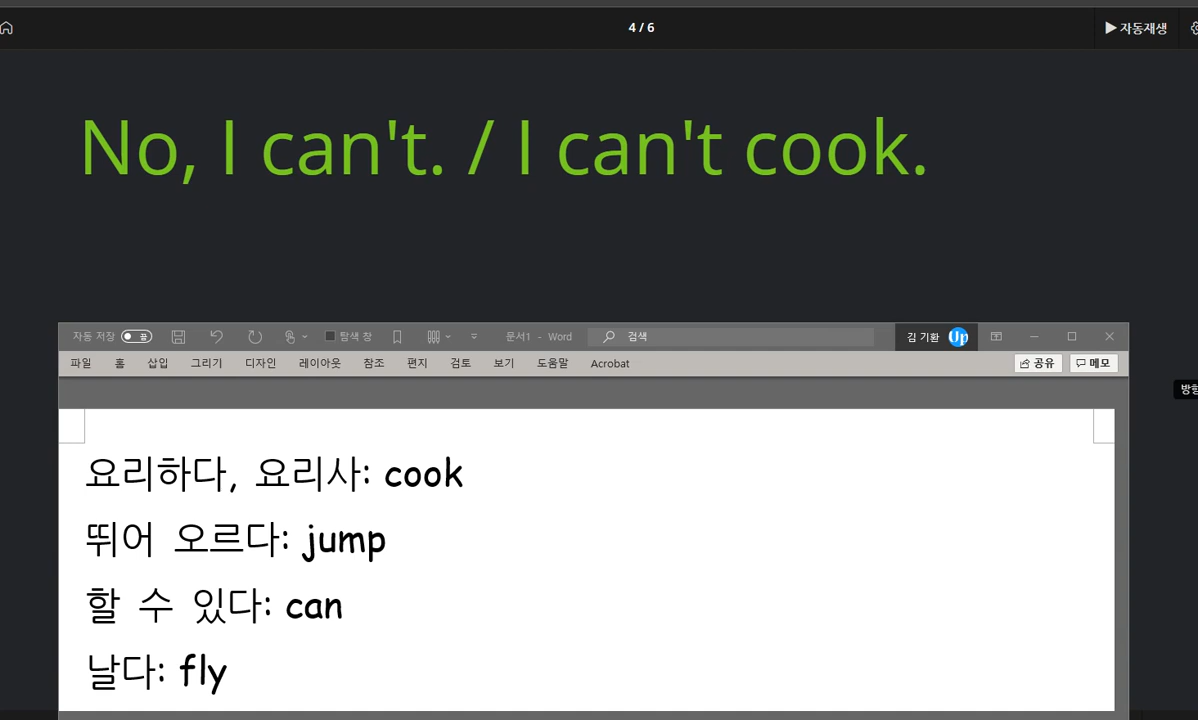 4 / 6
▶ 자동재생
No, I can't. / I can't cook.
자동 저장 끔 탐색 창 문서1 - Word 검색 김 기환 Up
파일 홈 삽입 그리기 디자인 레이아웃 참조 편지 검토 보기 도움말 Acrobat 공유 메모
요리하다, 요리사: cook
뛰어 오르다: jump
할 수 있다: can
날다: fly